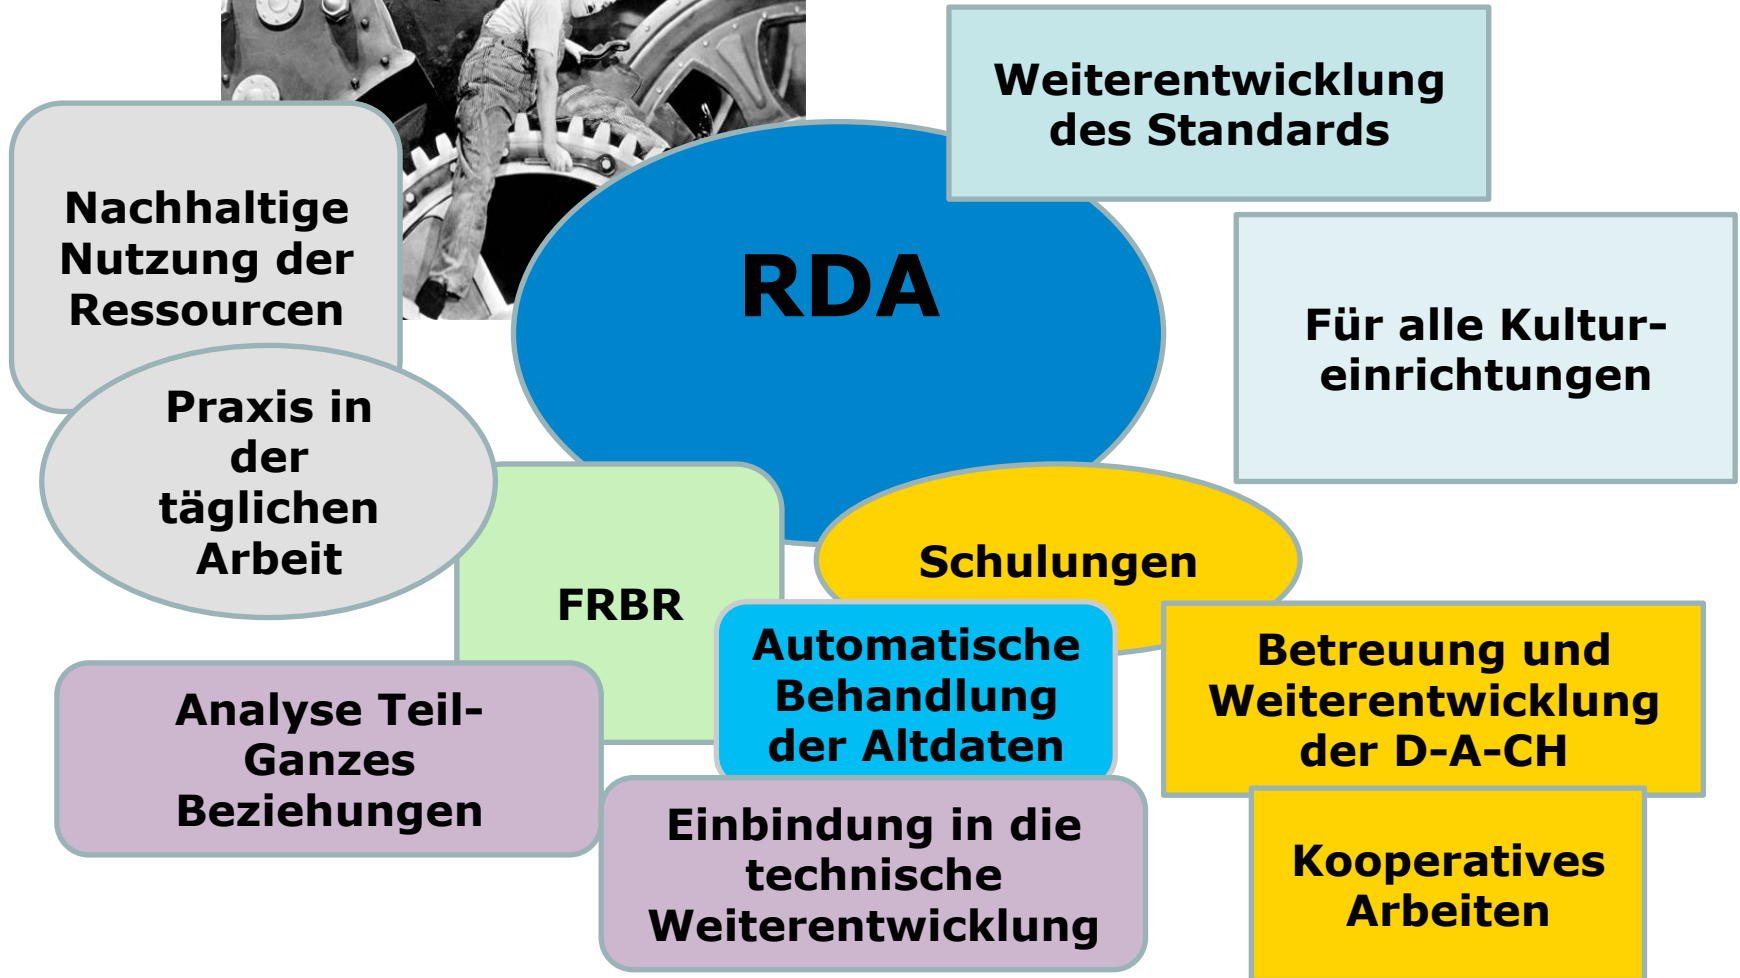 Weiterentwicklung
des Standards
Nachhaltige
Nutzung der
Ressourcen
RDA
Für alle Kultur-
einrichtungen
Praxis in
der
täglichen
Arbeit
Schulungen
FRBR
Automatische
Behandlung
der Altdaten
Betreuung und
Weiterentwicklung
der D-A-CH
Analyse Teil-
Ganzes
Beziehungen
Einbindung in die
technische
Weiterentwicklung
Kooperatives
Arbeiten